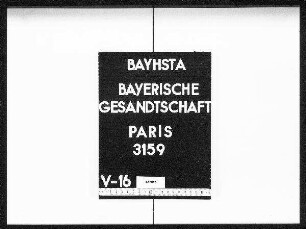 BAYHSTA
BAYERISCHE
GESANDTSCHAFT
PARIS
3159
V-16